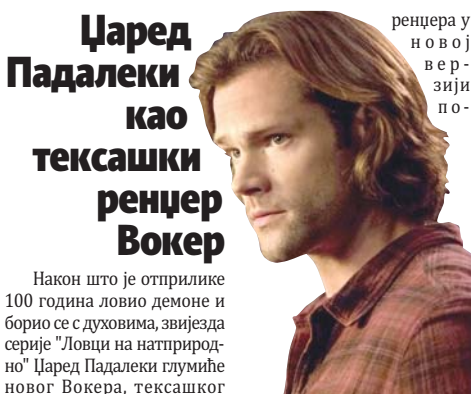 Џаред
Падалеки
као
тексашки
ренџер
Вокер
Након што је отприлике
100 година ловио демоне и
борио се с духовима, звијезда
серије "Ловци на натприрод-
но" Џаред Падалеки глумиће
новог Вокера, тексашког
ренџера у
новој
вер-
зији
по-